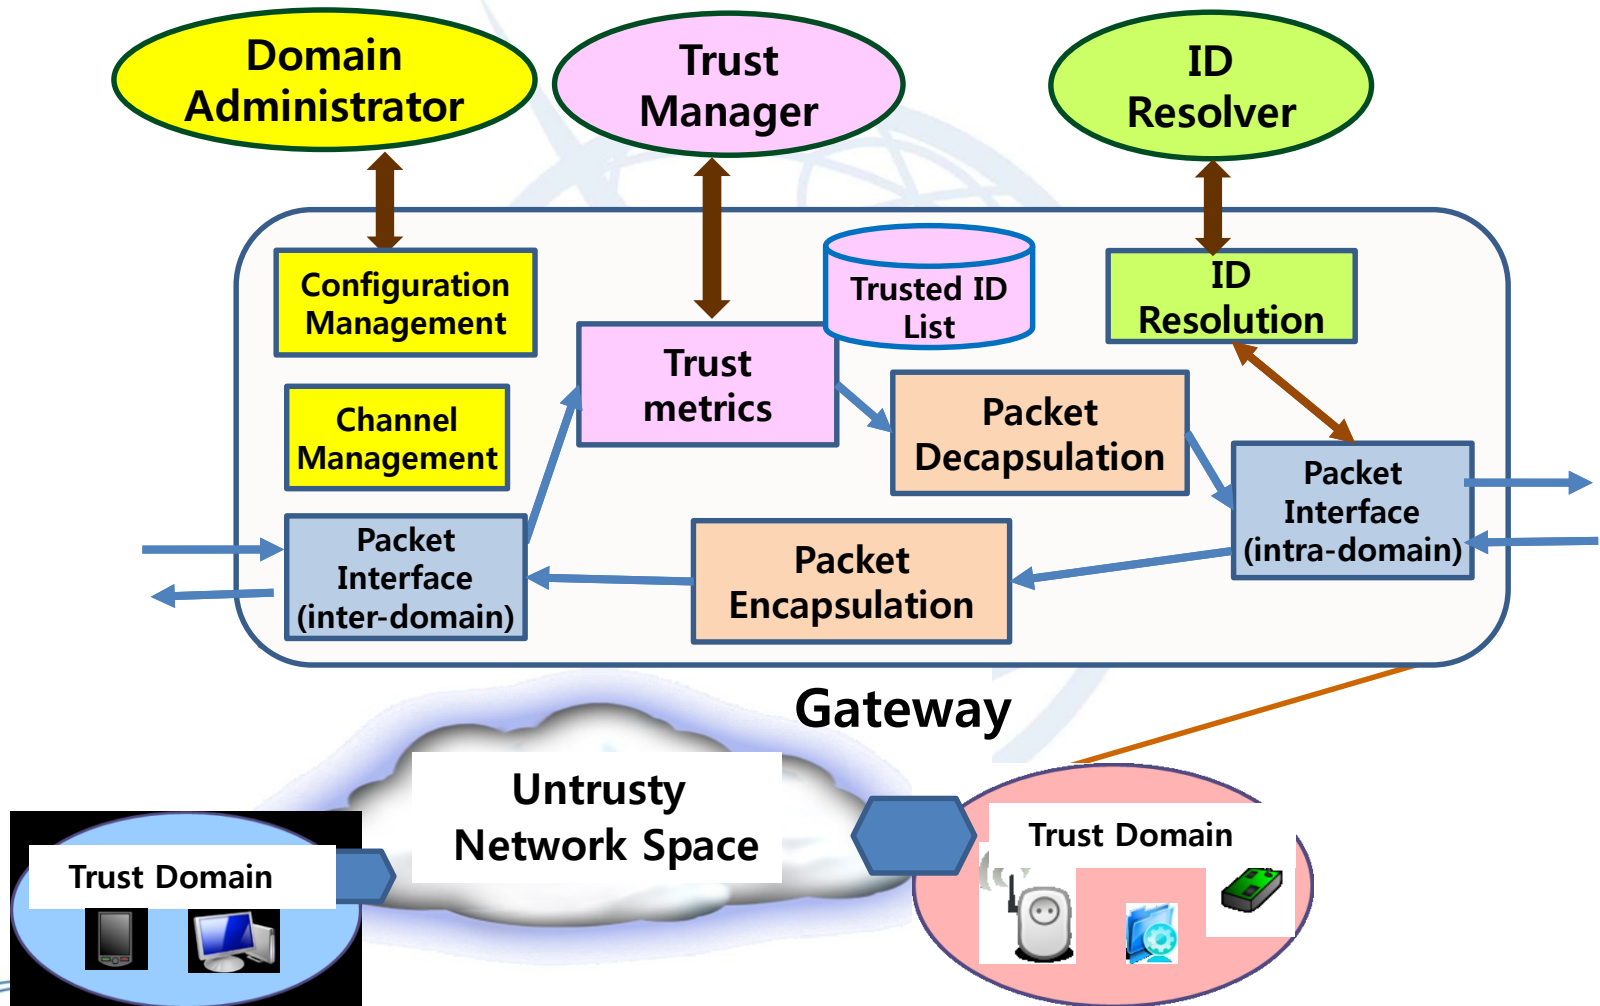 Domain
Administrator
Trust
Manager
ID
Resolver
Configuration
Management
Trusted ID
List
ID
Resolution
Trust
metrics
Channel
Management
Packet
Decapsulation
Packet
Interface
(intra-domain)
Packet
Interface
(inter-domain)
Packet
Encapsulation
Gateway
Untrusty
Network Space
Trust Domain
Trust Domain